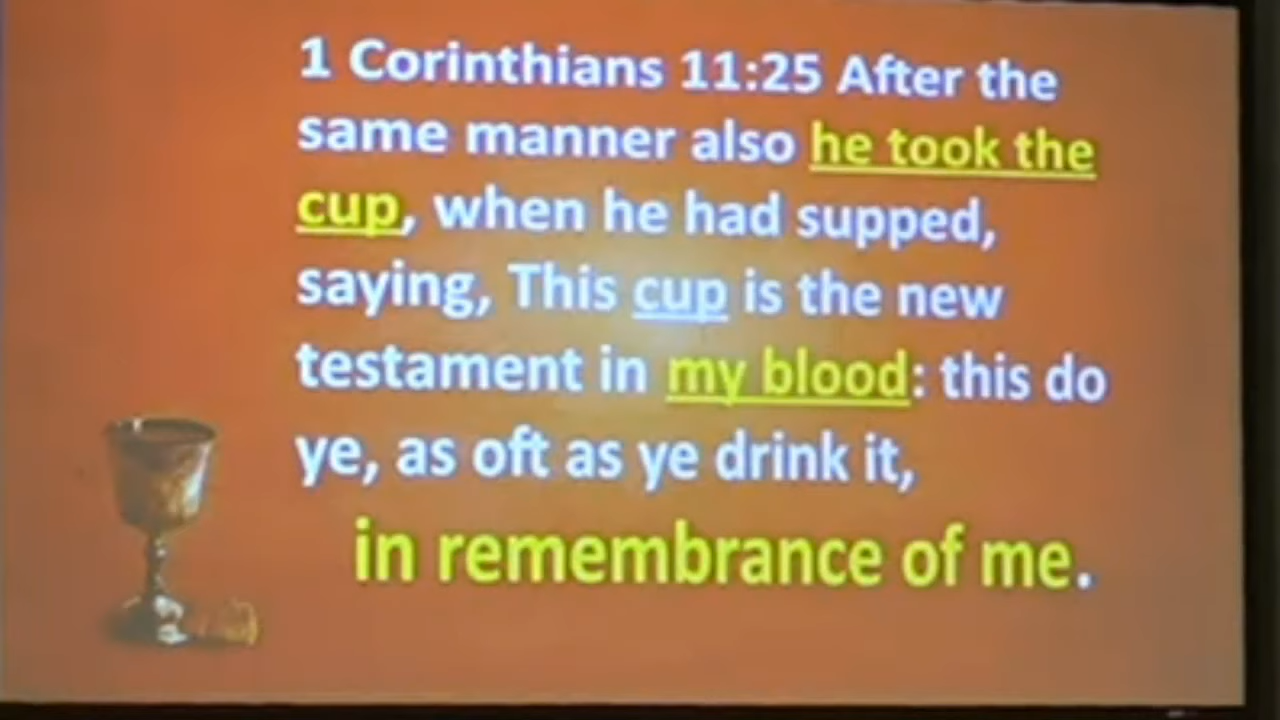 1 Corinthians 11:25 After the
same manner also he took the
cup, when he had supped,
saying, This cup is the new
testament in my blood: this do
ye, as oft as ye drink it,
in remembrance of me.